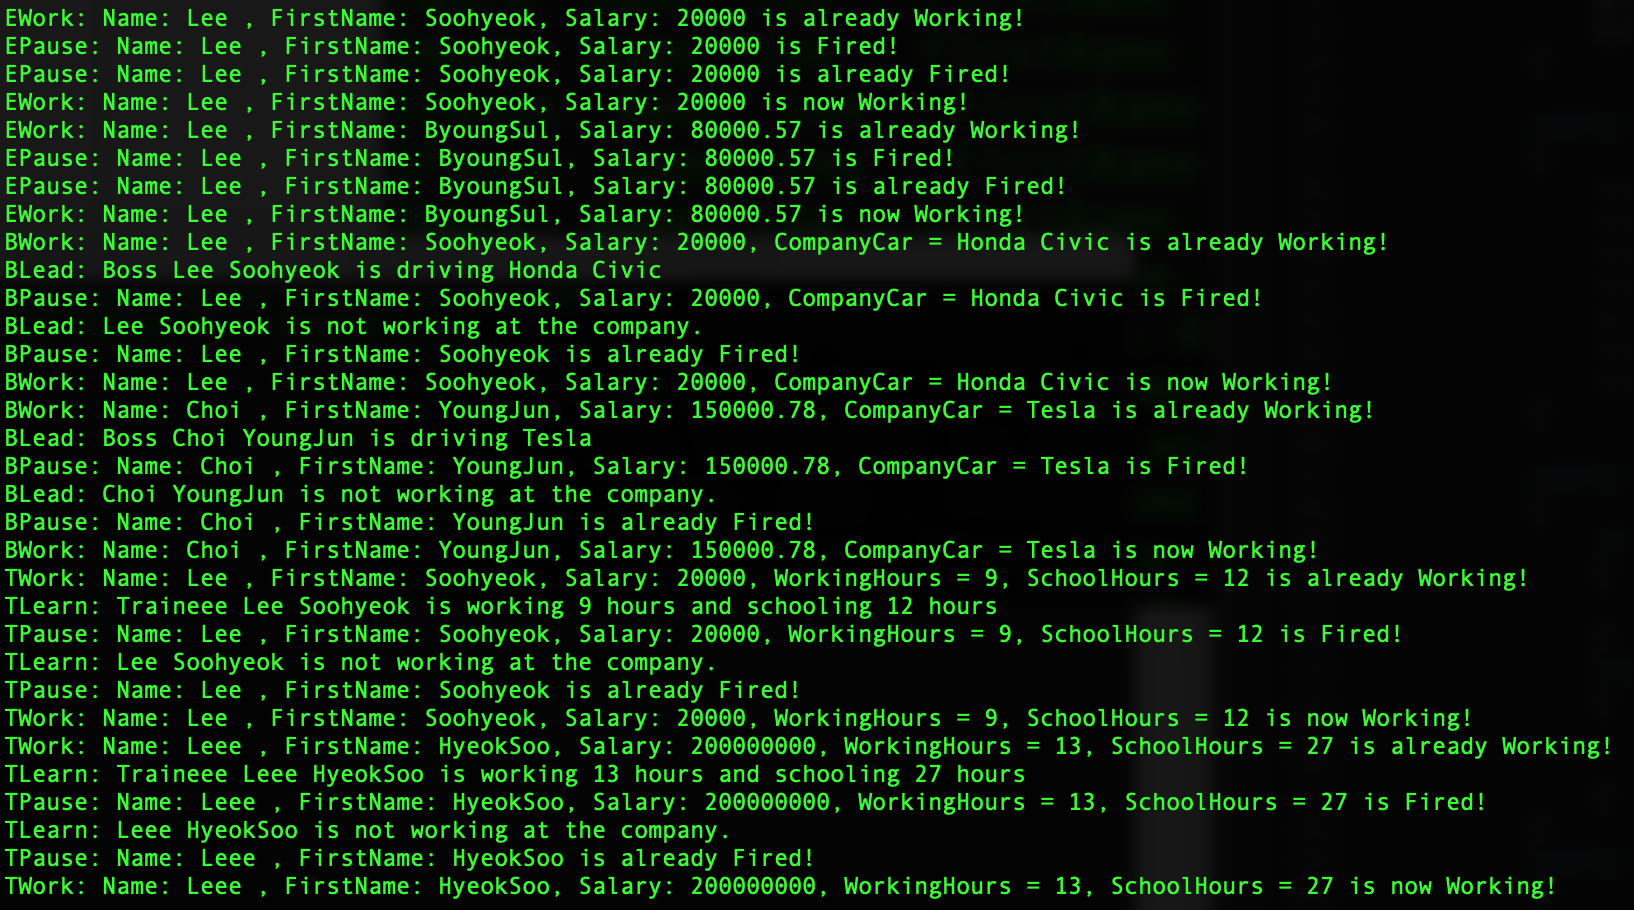 EWork: Name: Lee , FirstName: Soohyeok, Salary: 20000 is already Working!
EPause: Name: Lee , FirstName: Soohyeok, Salary: 20000 is Fired!
EPause: Name: Lee , FirstName: Soohyeok, Salary: 20000 is already Fired!
EWork: Name: Lee , FirstName: Soohyeok, Salary: 20000 is now Working!
EWork: Name: Lee , FirstName: ByoungSul, Salary: 80000.57 is already Working!
EPause: Name: Lee , FirstName: ByoungSul, Salary: 80000.57 is Fired!
EPause: Name: Lee , FirstName: ByoungSul, Salary: 80000.57 is already Fired!
EWork: Name: Lee , FirstName: ByoungSul, Salary: 80000.57 is now Working!
BWork: Name: Lee , FirstName: Soohyeok, Salary: 20000, CompanyCar = Honda Civic is already Working!
BLead: Boss Lee Soohyeok is driving Honda Civic
BPause: Name: Lee , FirstName: Soohyeok, Salary: 20000, CompanyCar = Honda Civic is Fired!
BLead: Lee Soohyeok is not working at the company.
BPause: Name: Lee , FirstName: Soohyeok is already Fired!
BWork: Name: Lee , FirstName: Soohyeok, Salary: 20000, CompanyCar = Honda Civic is now Working!
BWork: Name: Choi , FirstName: YoungJun, Salary: 150000.78, CompanyCar = Tesla is already Working!
BLead: Boss Choi YoungJun is driving Tesla
BPause: Name: Choi , FirstName: YoungJun, Salary: 150000.78, CompanyCar = Tesla is Fired!
BLead: Choi YoungJun is not working at the company.
BPause: Name: Choi , FirstName: YoungJun is already Fired!
BWork: Name: Choi , FirstName: YoungJun, Salary: 150000.78, CompanyCar = Tesla is now Working!
TWork: Name: Lee , FirstName: Soohyeok, Salary: 20000, WorkingHours = 9, SchoolHours = 12 is already Working!
TLearn: Traineee Lee Soohyeok is working 9 hours and schooling 12 hours
TPause: Name: Lee , FirstName: Soohyeok, Salary: 20000, WorkingHours = 9, SchoolHours = 12 is Fired!
TLearn: Lee Soohyeok is not working at the company.
TPause: Name: Lee , FirstName: Soohyeok is already Fired!
TWork: Name: Lee , FirstName: Soohyeok, Salary: 20000, WorkingHours = 9, SchoolHours = 12 is now Working!
TWork: Name: Leee , FirstName: HyeokSoo, Salary: 200000000, WorkingHours = 13, SchoolHours = 27 is already Working!
TLearn: Traineee Leee HyeokSoo is working 13 hours and schooling 27 hours
TPause: Name: Leee , FirstName: HyeokSoo, Salary: 200000000, WorkingHours = 13, SchoolHours = 27 is Fired!
TLearn: Leee HyeokSoo is not working at the company.
TPause: Name: Leee , FirstName: HyeokSoo is already Fired!
TWork: Name: Leee , FirstName: HyeokSoo, Salary: 200000000, WorkingHours = 13, SchoolHours = 27 is now Working!